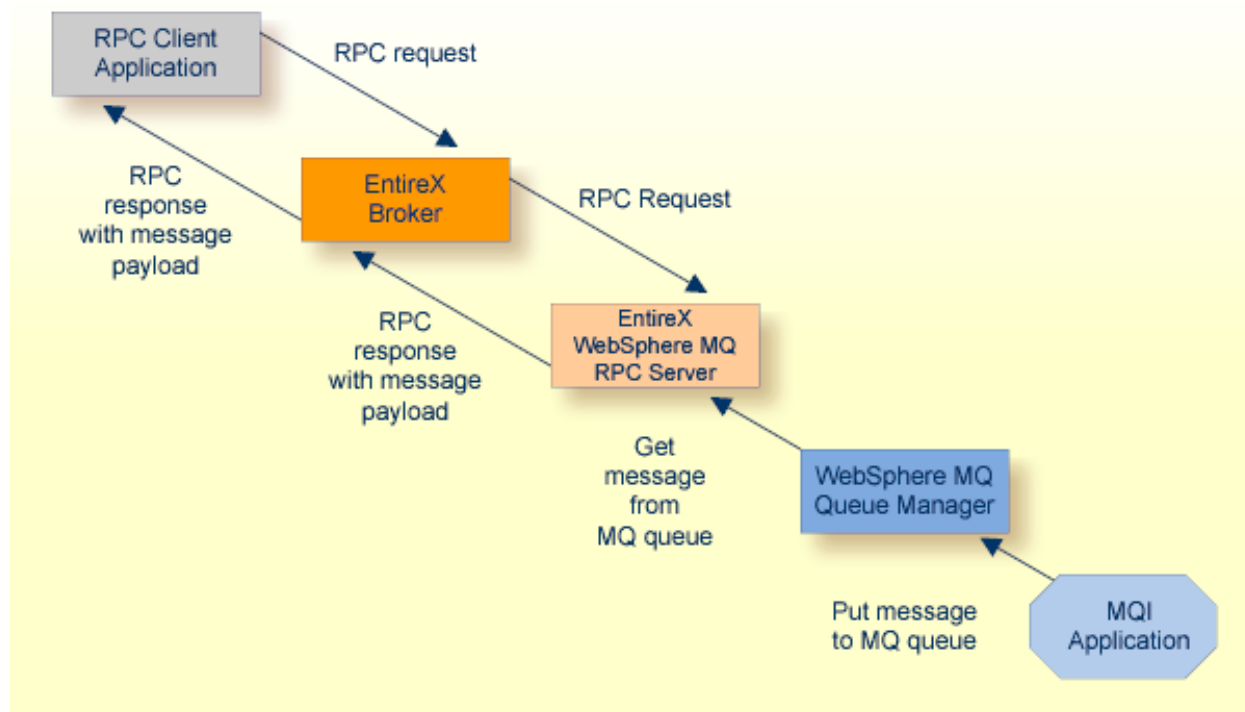 RPC Client
Application
RPC request
RPC
response
with message
payload
EntireX
Broker
RPC Request
RPC
response
with message
payload
EntireX
WebSphere MQ
RPC Server
Get
message
from
MQ queue
WebSphere MQ
Queue Manager
Put message
to MQ queue
MQI
Application